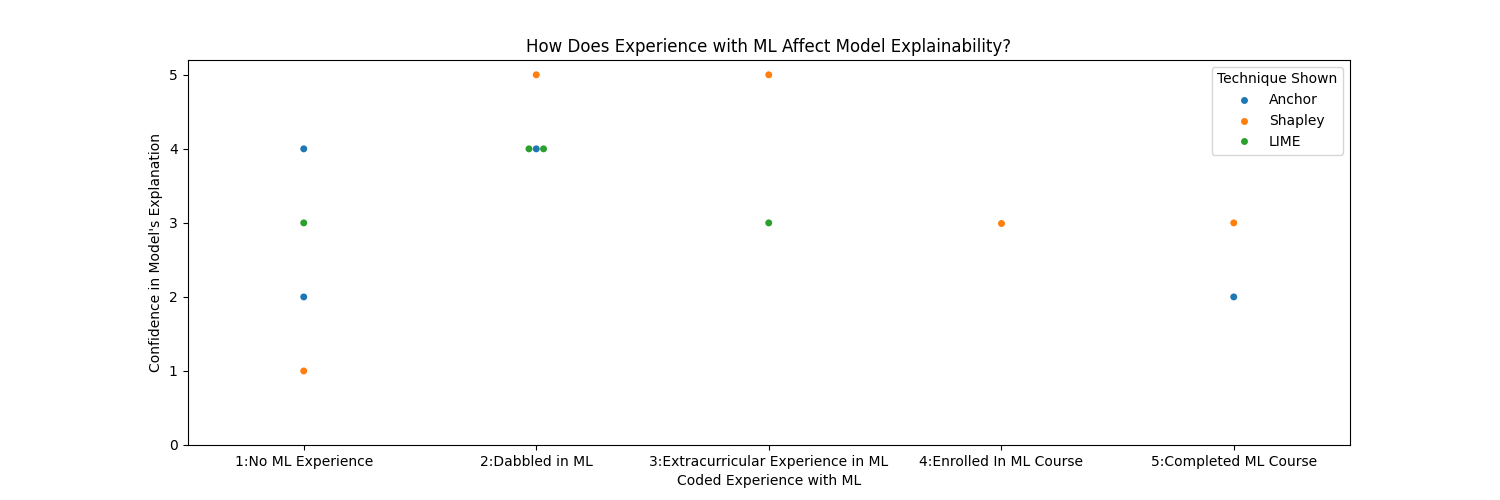 How Does Experience with ML Affect Model Explainability?
Technique Shown
Anchor
Shapley
LIME
Confidence in Model's Explanation
5
4
3
2
1
0
1:No ML Experience
2:Dabbled in ML
3:Extracurricular Experience in ML
4:Enrolled In ML Course
5:Completed ML Course
Coded Experience with ML